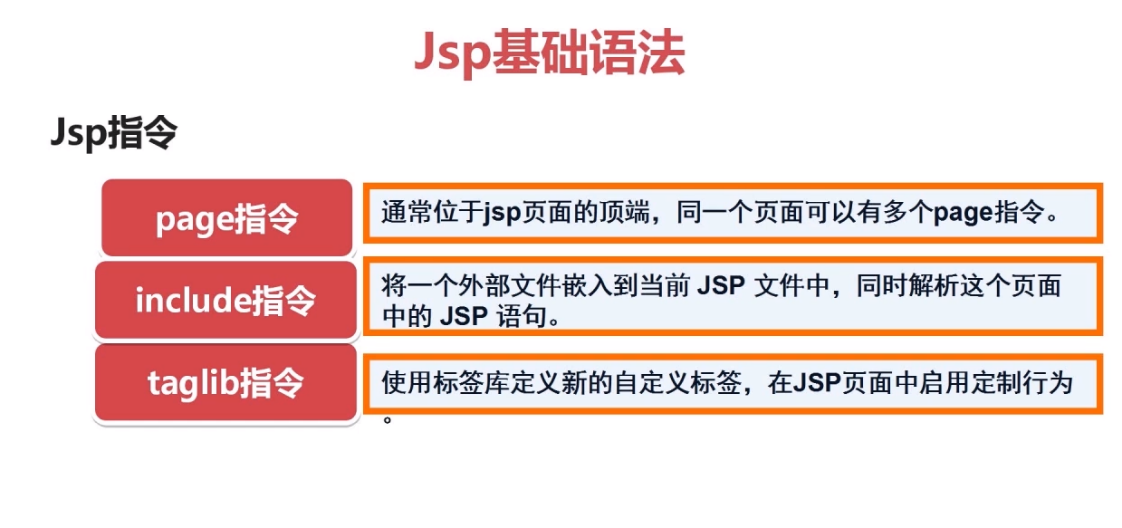 Jsp基础语法
Jsp指令
page指令
通常位于jsp页面的顶端，同一个页面可以有多个page指令。
include指令
将一个外部文件嵌入到当前 JSP 文件中，同时解析这个页面
中的 JSP 语句。
taglib指令
使用标签库定义新的自定义标签，在JSP页面中启用定制行为
。